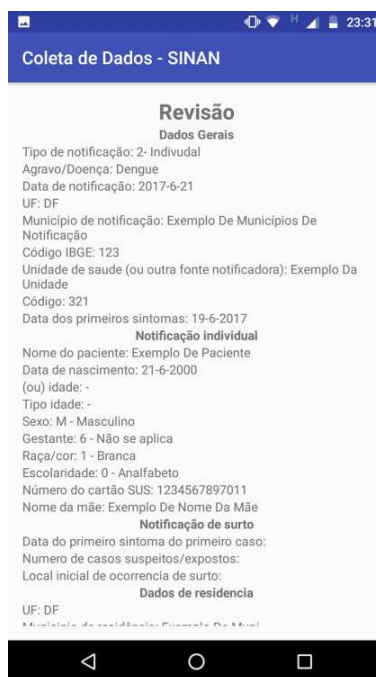 H 23:31
Coleta de Dados - SINAN
Revisão
Dados Gerais
Tipo de notificação: 2- Indivudal
Agravo/Doença: Dengue
Data de notificação: 2017-6-21
UF: DF
Município de notificação: Exemplo De Municípios De
Notificação
Código IBGE: 123
Unidade de saude (ou outra fonte notificadora): Exemplo Da
Unidade
Código: 321
Data dos primeiros sintomas: 19-6-2017
Notificação individual
Nome do paciente: Exemplo De Paciente
Data de nascimento: 21-6-2000
(ou) idade: -
Tipo idade: -
Sexo: M - Masculino
Gestante: 6 - Não se aplica
Raça/cor: 1 - Branca
Escolaridade: 0 - Analfabeto
Número do cartão SUS: 1234567897011
Nome da mãe: Exemplo De Nome Da Mãe
Notificação de surto
Data do primeiro sintoma do primeiro caso:
Numero de casos suspeitos/expostos:
Local inicial de ocorrencia de surto:
Dados de residencia
UF: DF